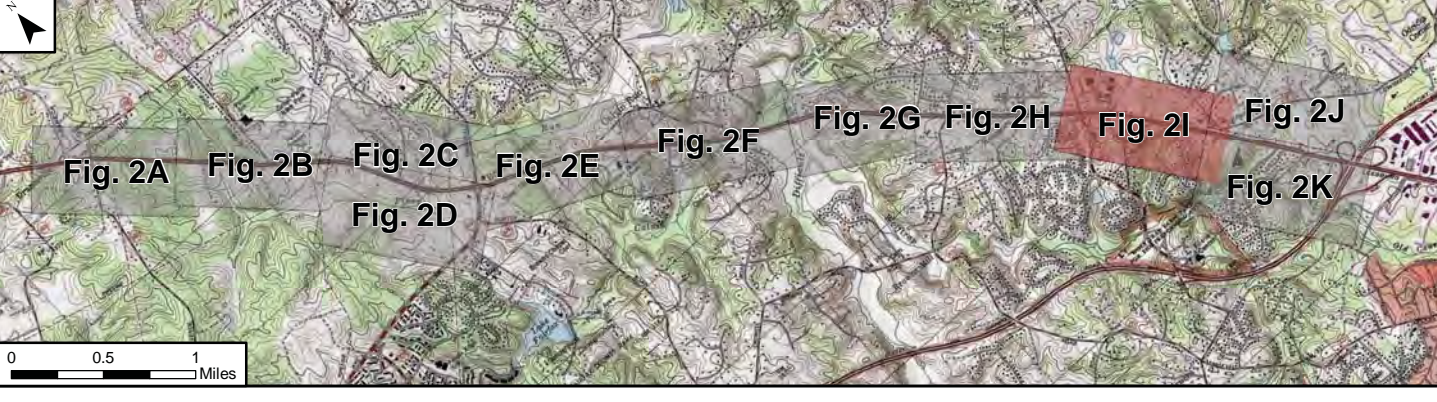 N
Fig. 2A
Fig. 2B
Fig. 2C
Fig. 2D
Fig. 2E
Fig. 2F
Fig. 2G
Fig. 2H
Fig. 2I
Fig. 2J
Fig. 2K
0 0.5 1
Miles